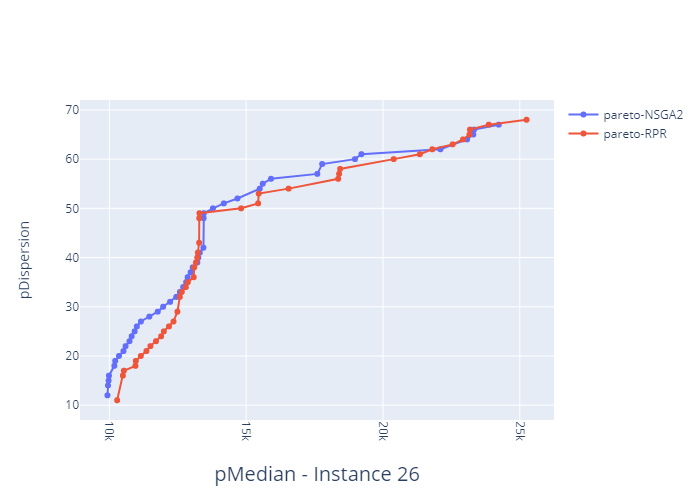 pareto-NSGA2
pareto-RPR
70
60
50
40
30
20
10
pDispersion
10k
15k
20k
25k
pMedian - Instance 26